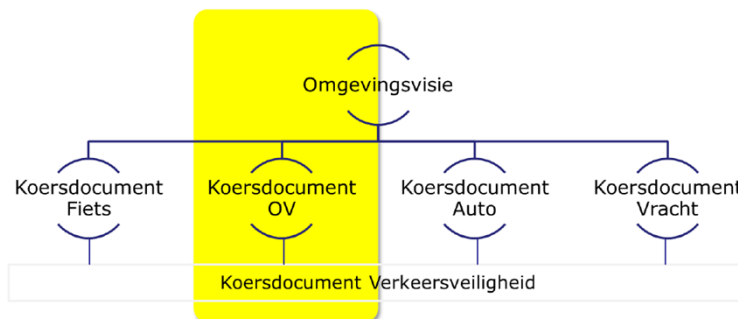 Omgevingsvisie
Koersdocument
Fiets
Koersdocument
OV
Koersdocument
Auto
Koersdocument
Vracht
Koersdocument Verkeersveiligheid